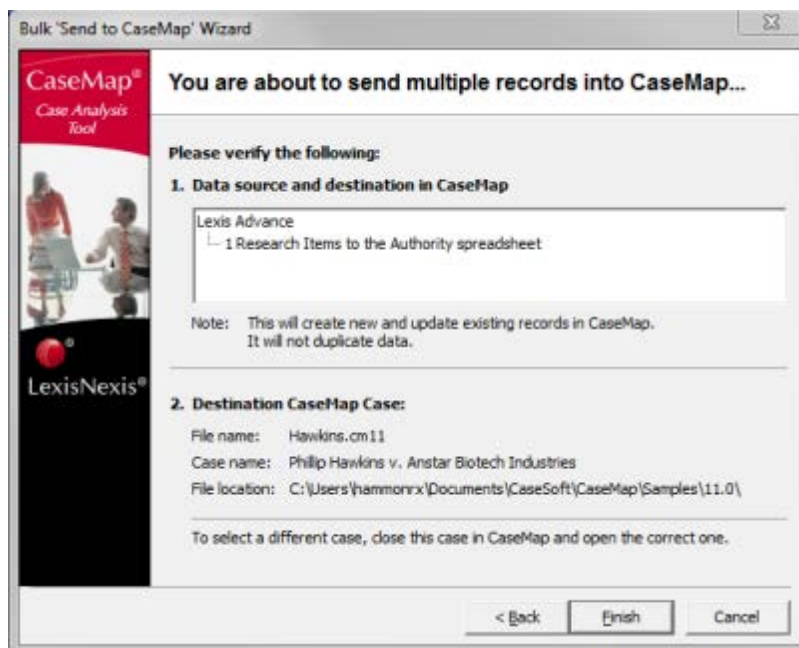 Bulk 'Send to CaseMap' Wizard
CaseMap®
Case Analysis
Tool
LexisNexis®
You are about to send multiple records into CaseMap...
Please verify the following:
1. Data source and destination in CaseMap
Lexis Advance
1 Research Items to the Authority spreadsheet
Note: This will create new and update existing records in CaseMap.
It will not duplicate data.
2. Destination CaseMap Case:
File name: Hawkins.cm11
Case name: Phillip Hawkins v. Anstar Biotech Industries
File location: C:\Users\hammonrx\Documents\CaseSoft\CaseMap\Samples\11.0\
To select a different case, close this case in CaseMap and open the correct one.
< Back Finish Cancel